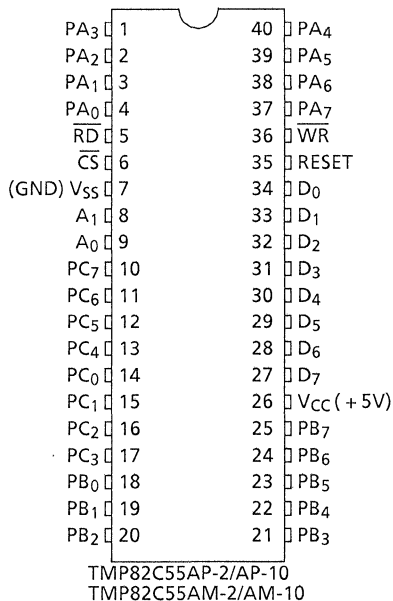 PA3 1 40 PA4
PA2 2 39 PA5
PA1 3 38 PA6
PA0 4 37 PA7
RD 5 36 WR
CS 6 35 RESET
(GND) VSS 7 34 D0
A1 8 33 D1
A0 9 32 D2
PC7 10 31 D3
PC6 11 30 D4
PC5 12 29 D5
PC4 13 28 D6
PC0 14 27 D7
PC1 15 26 VCC (+5V)
PC2 16 25 PB7
PC3 17 24 PB6
PB0 18 23 PB5
PB1 19 22 PB4
PB2 20 21 PB3
TMP82C55AP-2/AP-10
TMP82C55AM-2/AM-10